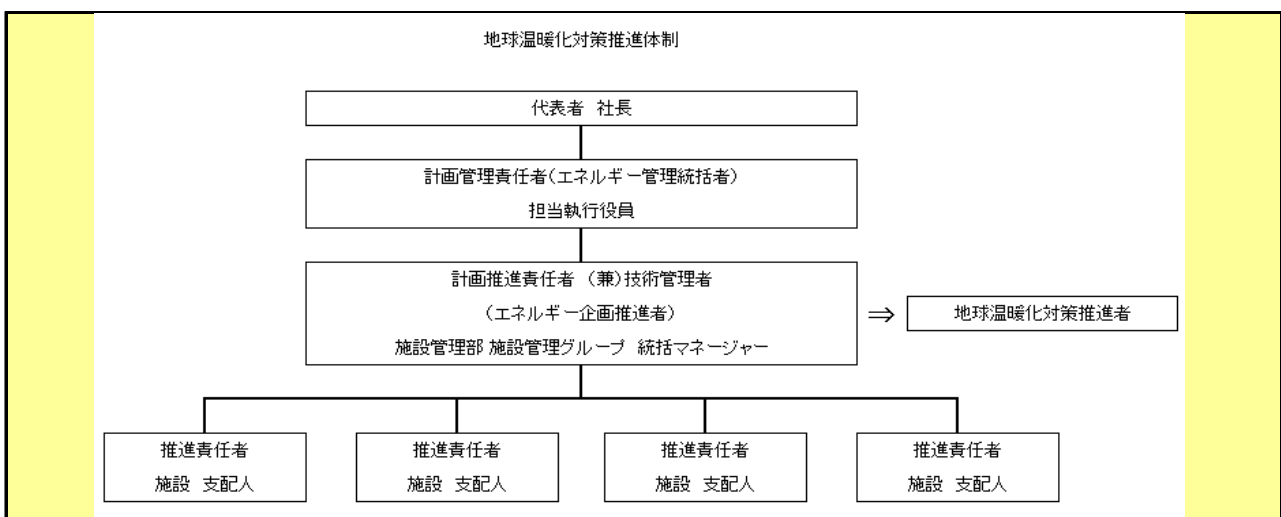 地球温暖化対策推進体制
代表者 社長
計画管理責任者(エネルギー管理統括者)
担当執行役員
計画推進責任者 (兼)技術管理者
(エネルギー企画推進者)
施設管理部 施設管理グループ 統括マネージャー
⇒
地球温暖化対策推進者
推進責任者
施設 支配人
推進責任者
施設 支配人
推進責任者
施設 支配人
推進責任者
施設 支配人